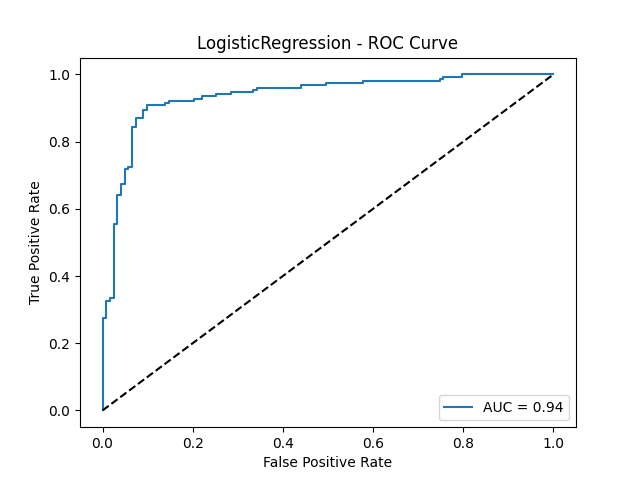 LogisticRegression - ROC Curve
True Positive Rate
1.0
0.8
0.6
0.4
0.2
0.0
AUC = 0.94
0.0 0.2 0.4 0.6 0.8 1.0
False Positive Rate